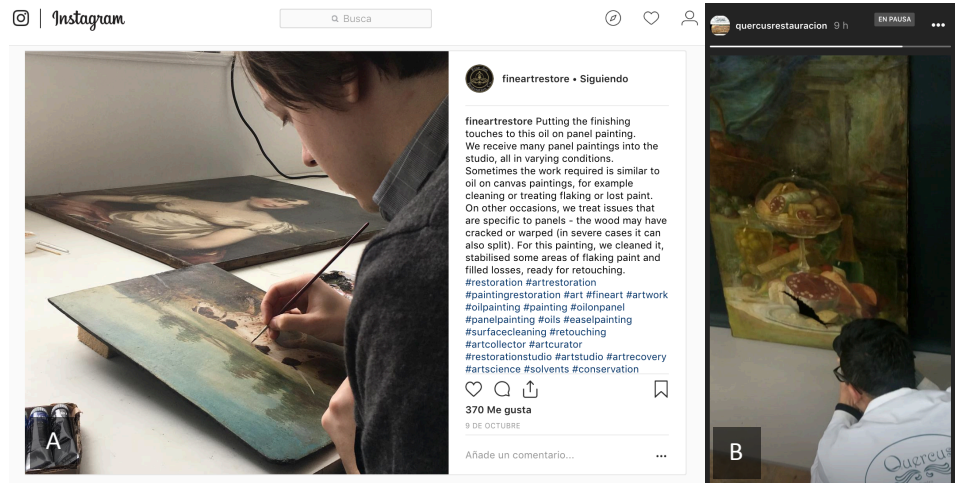 Instagram
Busca
fineartrestore • Siguiendo
fineartrestore Putting the finishing
touches to this oil on panel painting.
We receive many panel paintings into the
studio, all in varying conditions.
Sometimes the work required is similar to
oil on canvas paintings, for example
cleaning or treating flaking or lost paint.
On other occasions, we treat issues that
are specific to panels - the wood may have
cracked or warped (in severe cases it can
also split). For this painting, we cleaned it,
stabilised some areas of flaking paint and
filled losses, ready for retouching.
#restoration #artrestoration
#paintingrestoration #art #fineart #artwork
#oilpainting #painting #oilonpanel
#panelpainting #oils #easelpainting
#surfacecleaning #retouching
#artcollector #artcurator
#restorationstudio #artstudio #artrecovery
#artscience #solvents #conservation
370 Me gusta
9 DE OCTUBRE
Añade un comentario...
A
quercusrestauracion 9 h
EN PAUSA
Quercus
B